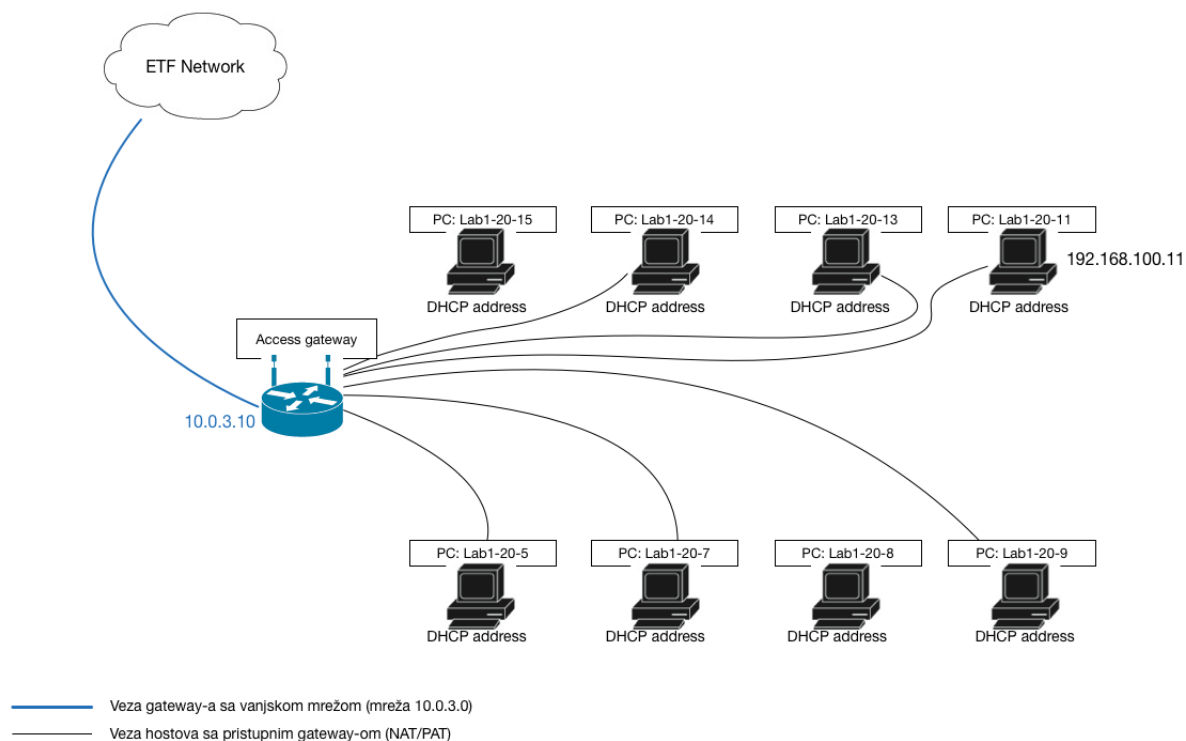 ETF Network
PC: Lab1-20-15
PC: Lab1-20-14
PC: Lab1-20-13
PC: Lab1-20-11
192.168.100.11
DHCP address
DHCP address
DHCP address
DHCP address
Access gateway
10.0.3.10
PC: Lab1-20-5
PC: Lab1-20-7
PC: Lab1-20-8
PC: Lab1-20-9
DHCP address
DHCP address
DHCP address
DHCP address
Veza gateway-a sa vanjskom mrežom (mreža 10.0.3.0)
Veza hostova sa pristupnim gateway-om (NAT/PAT)